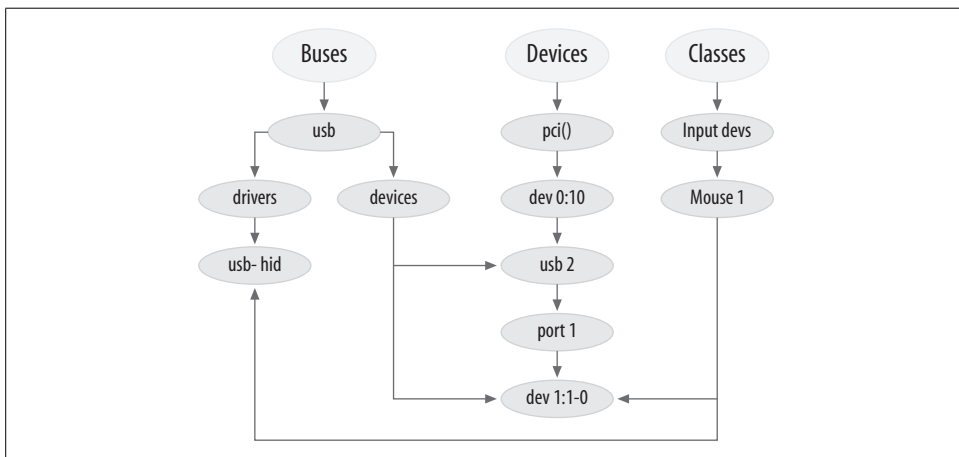 Buses
Devices
Classes
usb
pci()
Input devs
drivers
devices
dev 0:10
Mouse 1
usb- hid
usb 2
port 1
dev 1:1-0